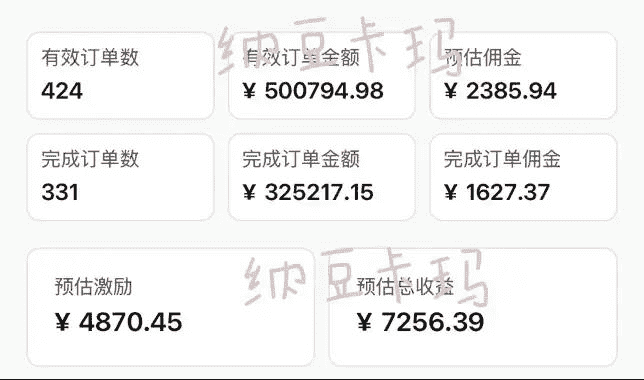 纳豆卡玛
有效订单数 有效订单金额 预估佣金
424 ¥ 500794.98 ¥ 2385.94
完成订单数 完成订单金额 完成订单佣金
331 ¥ 325217.15 ¥ 1627.37
纳豆卡玛
预估激励 预估总收益
¥ 4870.45 ¥ 7256.39